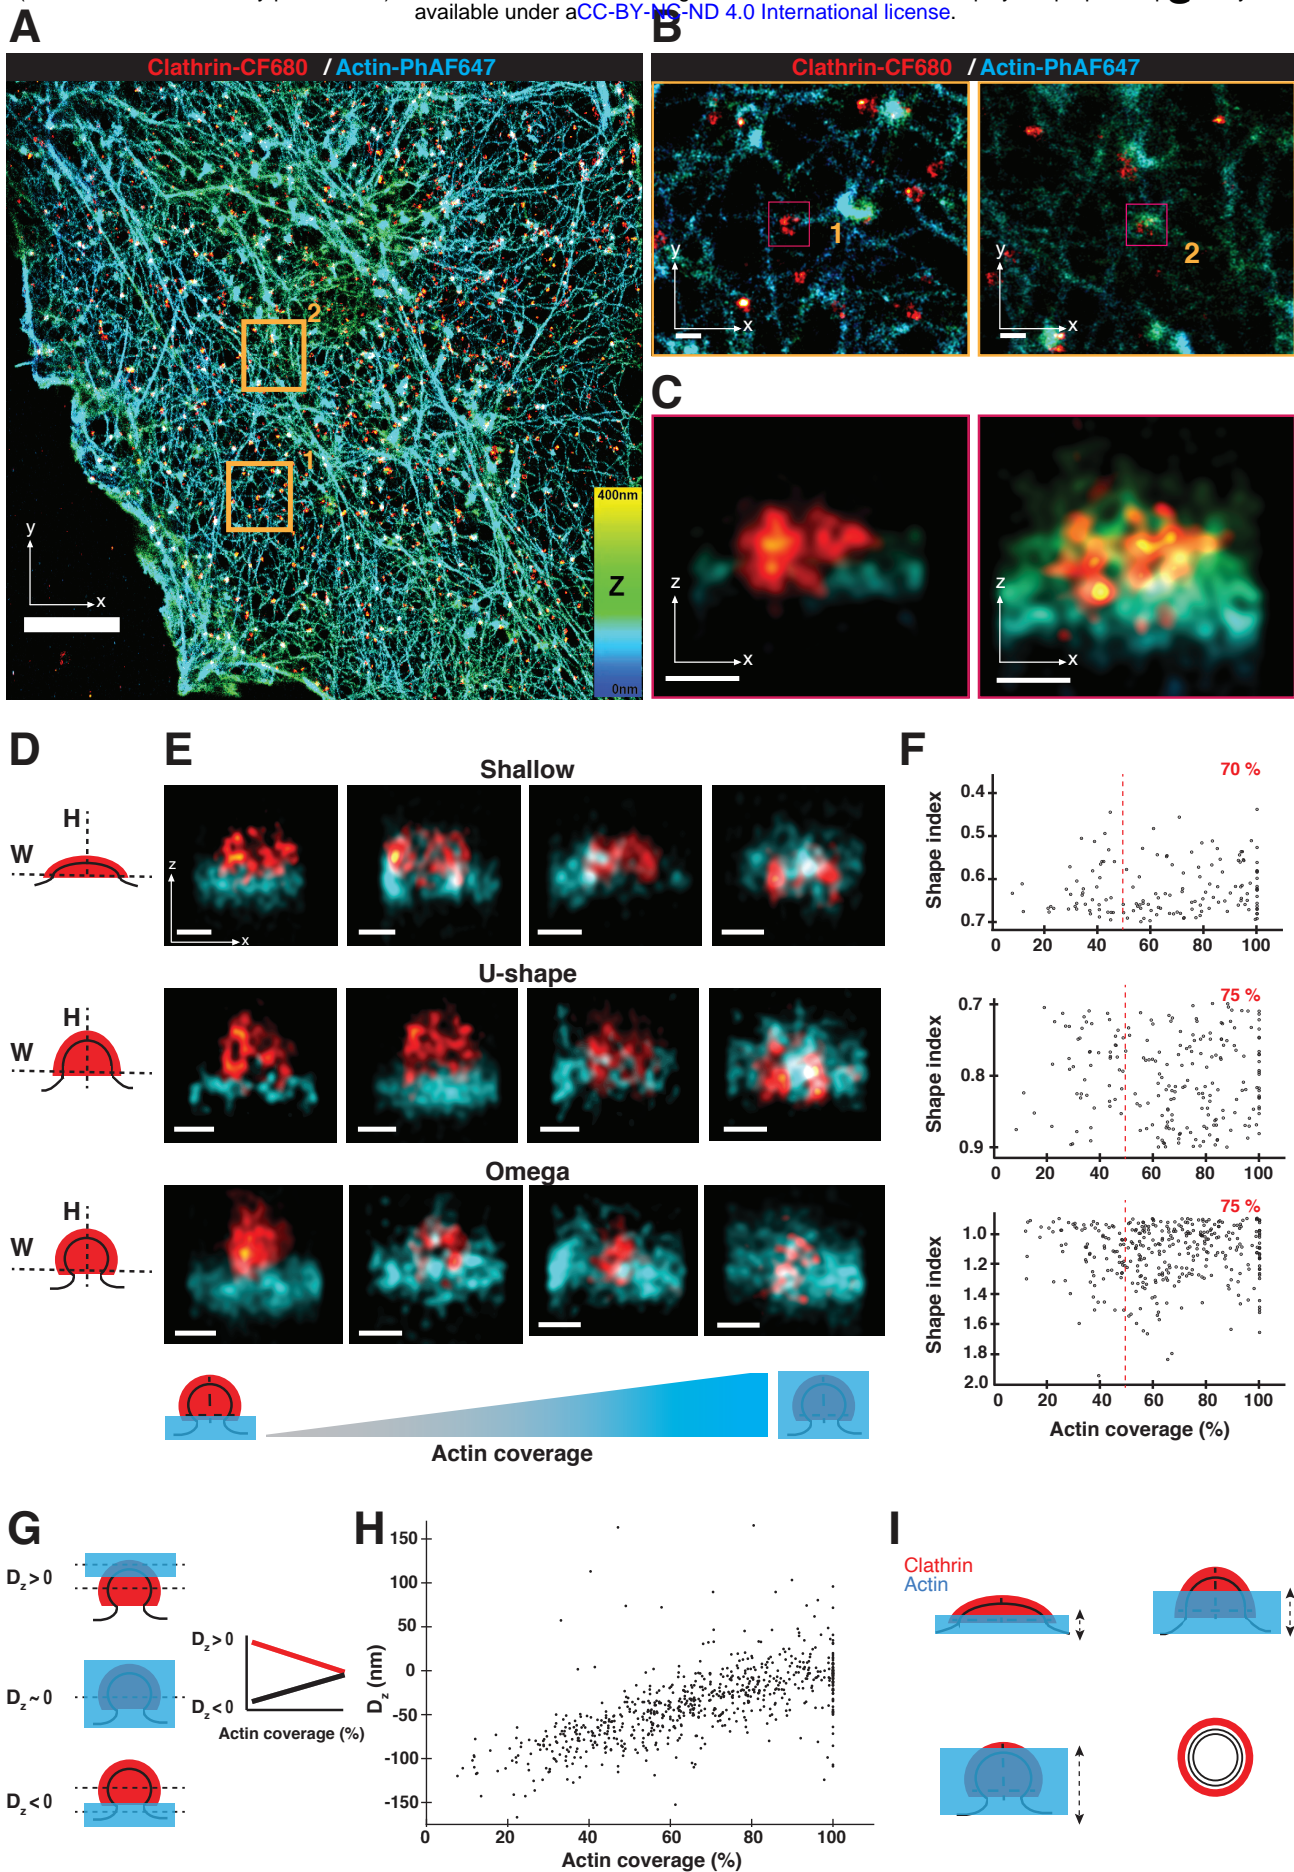 available under aCC-BY-NC-ND 4.0 International license.
A
Clathrin-CF680 / Actin-PhAF647
2
1
400nm
Z
0nm
y
x
B
Clathrin-CF680 / Actin-PhAF647
1
y
x
2
y
x
C
z
x
z
x
D
H
W
H
W
H
W
E
Shallow
z
x
U-shape
Omega
Actin coverage
F
70 %
Shape index
0.4
0.5
0.6
0.7
0 20 40 60 80 100
75 %
Shape index
0.7
0.8
0.9
0 20 40 60 80 100
75 %
Shape index
1.0
1.2
1.4
1.6
1.8
2.0
0 20 40 60 80 100
Actin coverage (%)
G
Dz > 0
Dz ~ 0
Dz < 0
Dz > 0
Dz < 0
Actin coverage (%)
H
Dz (nm)
150
100
50
0
-50
-100
-150
0 20 40 60 80 100
Actin coverage (%)
I
Clathrin
Actin